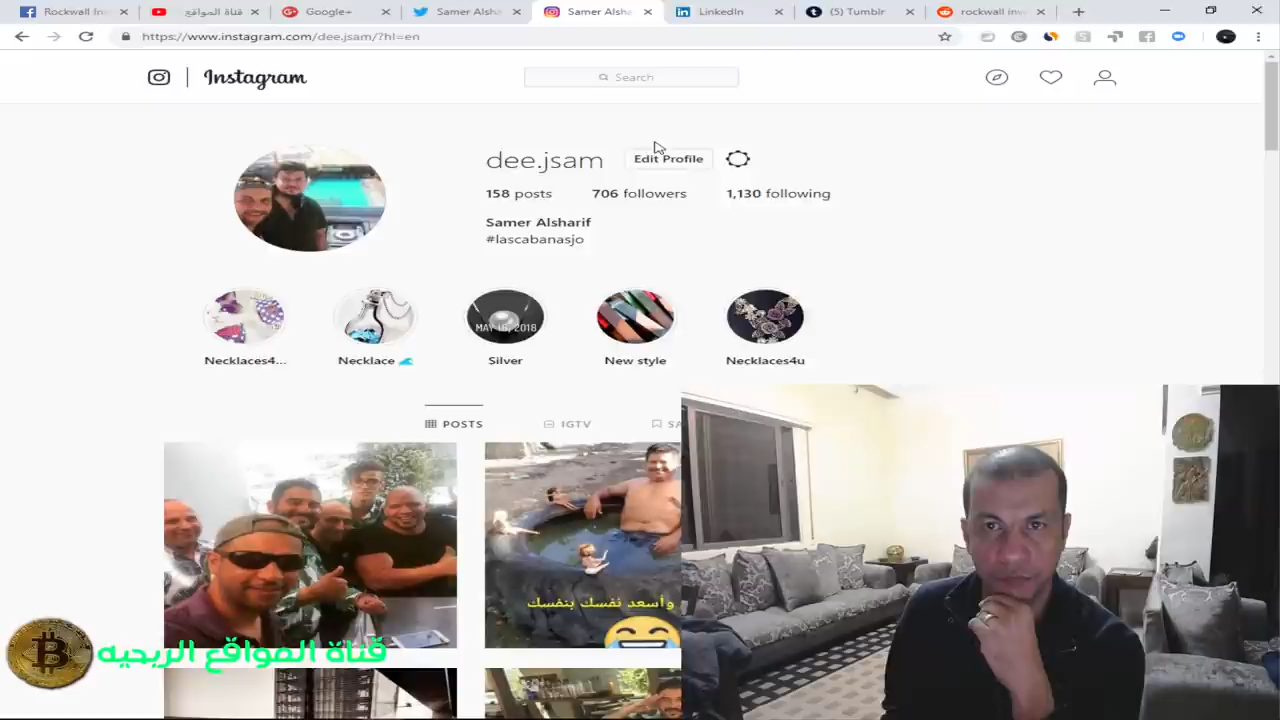 Rockwall Inv
قناة المواقع
Google+
Samer Alsha
Samer Alsha
LinkedIn
(5) Tumblr
rockwall inv
https://www.instagram.com/dee.jsam/?hl=en
Instagram
Search
dee.jsam
Edit Profile
158 posts
706 followers
1,130 following
Samer Alsharif
#lascabanasjo
MAY 16, 2018
Necklaces4...
Necklace 🌊
Silver
New style
Necklaces4u
POSTS
IGTV
SA
وأسعد نفسك بنفسك
قناة المواقع الربحيه